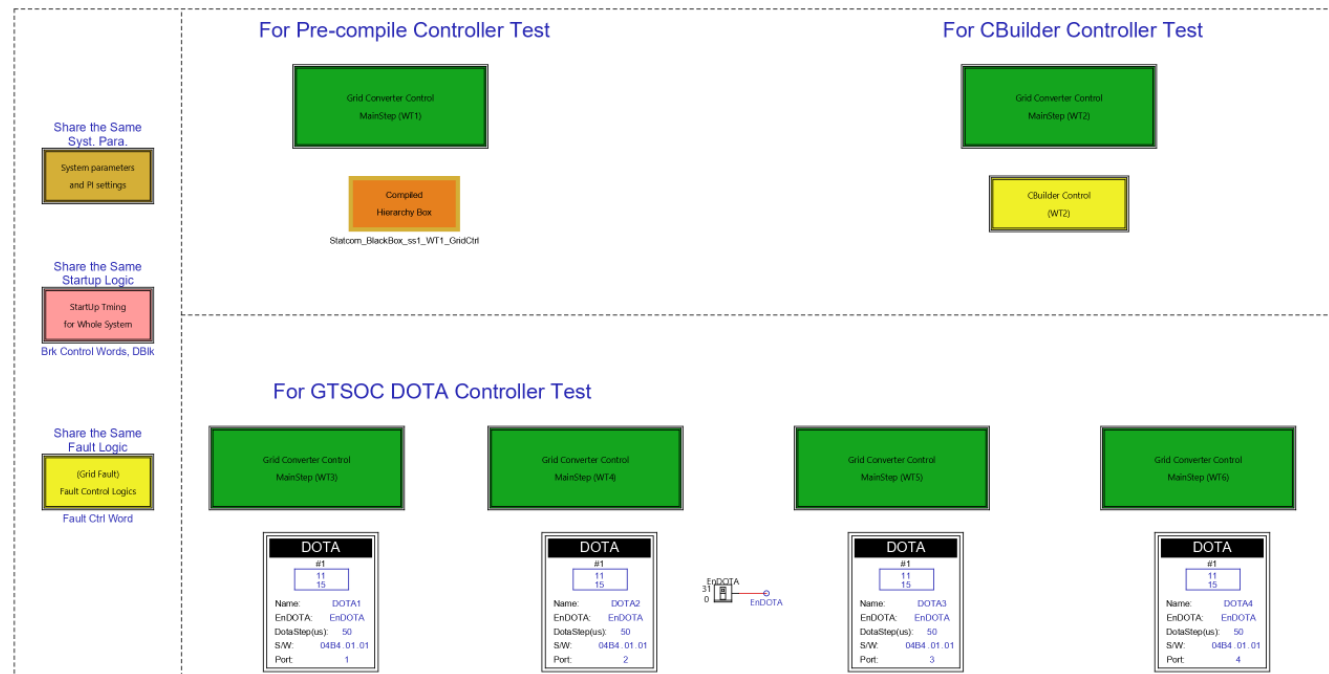 For Pre-compile Controller Test
For CBuilder Controller Test
Grid Converter Control
MainStep (WT1)
Grid Converter Control
MainStep (WT2)
Share the Same
Syst. Para.
System parameters
and PI settings
Compiled
Hierarchy Box
Statcom_BlackBox_ss1_WT1_GridCtrl
CBuilder Control
(WT2)
Share the Same
Startup Logic
StartUp Tming
for Whole System
Brk Control Words, DBlk
For GTSOC DOTA Controller Test
Share the Same
Fault Logic
(Grid Fault)
Fault Control Logics
Fault Ctrl Word
Grid Converter Control
MainStep (WT3)
Grid Converter Control
MainStep (WT4)
Grid Converter Control
MainStep (WT5)
Grid Converter Control
MainStep (WT6)
DOTA
#1
11
15
Name: DOTA1
EnDOTA: EnDOTA
DotaStep(us): 50
S/W: 04B4 .01.01
Port: 1
DOTA
#1
11
15
Name: DOTA2
EnDOTA: EnDOTA
DotaStep(us): 50
S/W: 04B4 .01.01
Port: 2
EnDOTA
31
0
EnDOTA
DOTA
#1
11
15
Name: DOTA3
EnDOTA: EnDOTA
DotaStep(us): 50
S/W: 04B4 .01.01
Port: 3
DOTA
#1
11
15
Name: DOTA4
EnDOTA: EnDOTA
DotaStep(us): 50
S/W: 04B4 .01.01
Port: 4